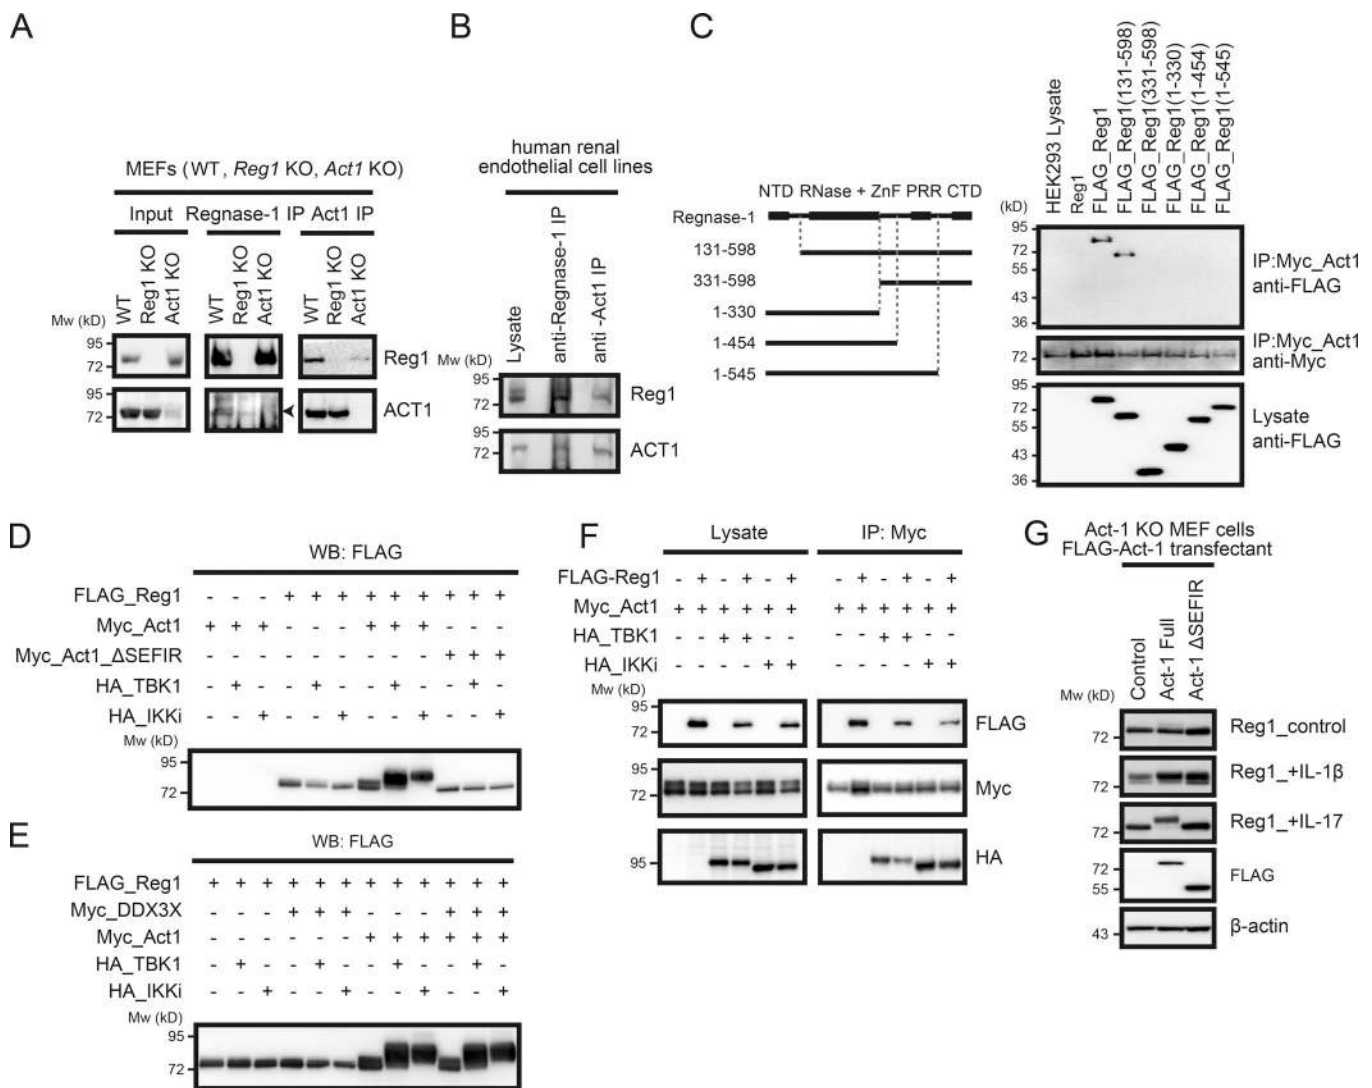 A
MEFs (WT, Reg1 KO, Act1 KO)
Input Regnase-1 IP Act1 IP
WT Reg1 KO Act1 KO WT Reg1 KO Act1 KO WT Reg1 KO Act1 KO
Mw (kD)
95
72
Reg1
95
72
ACT1
B
human renal
endothelial cell lines
Lysate anti-Regnase-1 IP anti -Act1 IP
Mw (kD)
95
72
Reg1
95
72
ACT1
C
NTD RNase + ZnF PRR CTD
Regnase-1
131-598
331-598
1-330
1-454
1-545
HEK293 Lysate
Reg1
FLAG_Reg1
FLAG_Reg1(131-598)
FLAG_Reg1(331-598)
FLAG_Reg1(1-330)
FLAG_Reg1(1-454)
FLAG_Reg1(1-545)
(kD)
95
72
55
43
36
IP:Myc_Act1
anti-FLAG
72
IP:Myc_Act1
anti-Myc
95
72
55
43
36
Lysate
anti-FLAG
D
WB: FLAG
FLAG_Reg1 - - - + + + + + + + + +
Myc_Act1 + + + - - - + + + - - -
Myc_Act1_ΔSEFIR - - - - - - - - - + + +
HA_TBK1 - + - - + - - + - - + -
HA_IKKi - - + - - + - - + - - +
Mw (kD)
95
72
E
WB: FLAG
FLAG_Reg1 + + + + + + + + + + + +
Myc_DDX3X - - - + + + - - - + + +
Myc_Act1 - - - - - - + + + + + +
HA_TBK1 - + - - + - - + - - + -
HA_IKKi - - + - - + - - + - - +
Mw (kD)
95
72
F
Lysate IP: Myc
FLAG-Reg1 - + - + - + - + - + - +
Myc_Act1 + + + + + + + + + + + +
HA_TBK1 - - + + - - - - + + - -
HA_IKKi - - - - + + - - - - + +
Mw (kD)
95
72
FLAG
95
72
Myc
95
HA
G
Act-1 KO MEF cells
FLAG-Act-1 transfectant
Control Act-1 Full Act-1 ΔSEFIR
Mw (kD)
72
Reg1_control
72
Reg1_+IL-1β
72
Reg1_+IL-17
72
55
FLAG
43
β-actin